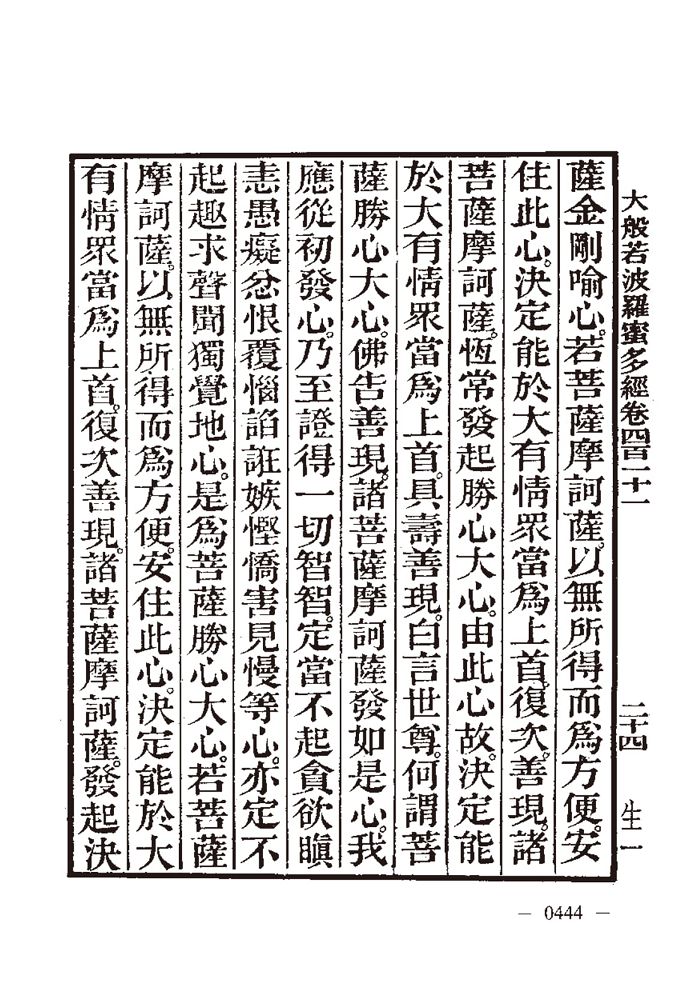 大般若波羅蜜多經卷四百二十一 二十四 生一
薩金剛喻心。若菩薩摩訶薩。以無所得而爲方便。安
住此心。決定能於大有情眾當爲上首。復次。善現。諸
菩薩摩訶薩。恆常發起勝心大心。由此心故。決定能
於大有情眾當爲上首。具壽善現。白言世尊。何謂菩
薩勝心大心。佛告善現。諸菩薩摩訶薩發如是心。我
應從初發心。乃至證得一切智智。定當不起貪欲瞋
恚愚癡忿恨覆惱諂誑嫉慳憍害見慢等心。亦定不
起趣求聲聞獨覺地心。是爲菩薩勝心大心。若菩薩
摩訶薩。以無所得而爲方便。安住此心。決定能於大
有情眾當爲上首。復次善現。諸菩薩摩訶薩。發起決
— 0444 —